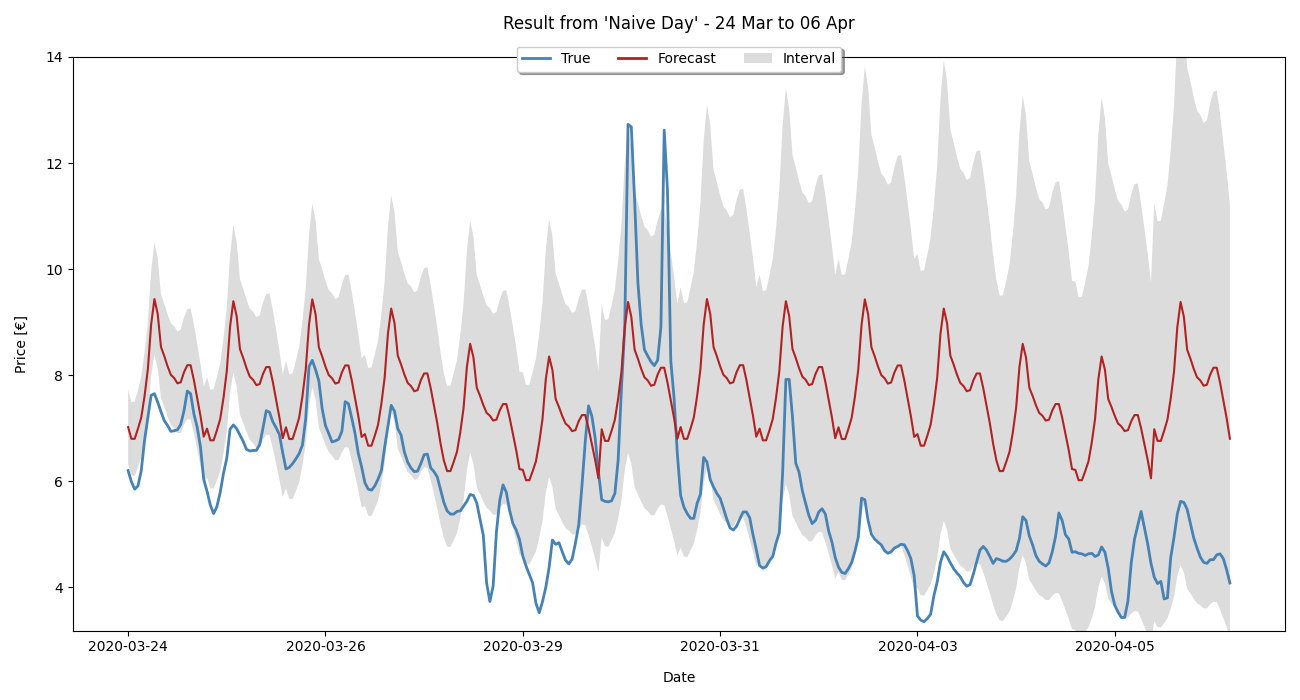 Result from 'Naive Day' - 24 Mar to 06 Apr
True Forecast Interval
14
12
10
8
6
4
Price [€]
2020-03-24 2020-03-26 2020-03-29 2020-03-31 2020-04-03 2020-04-05
Date